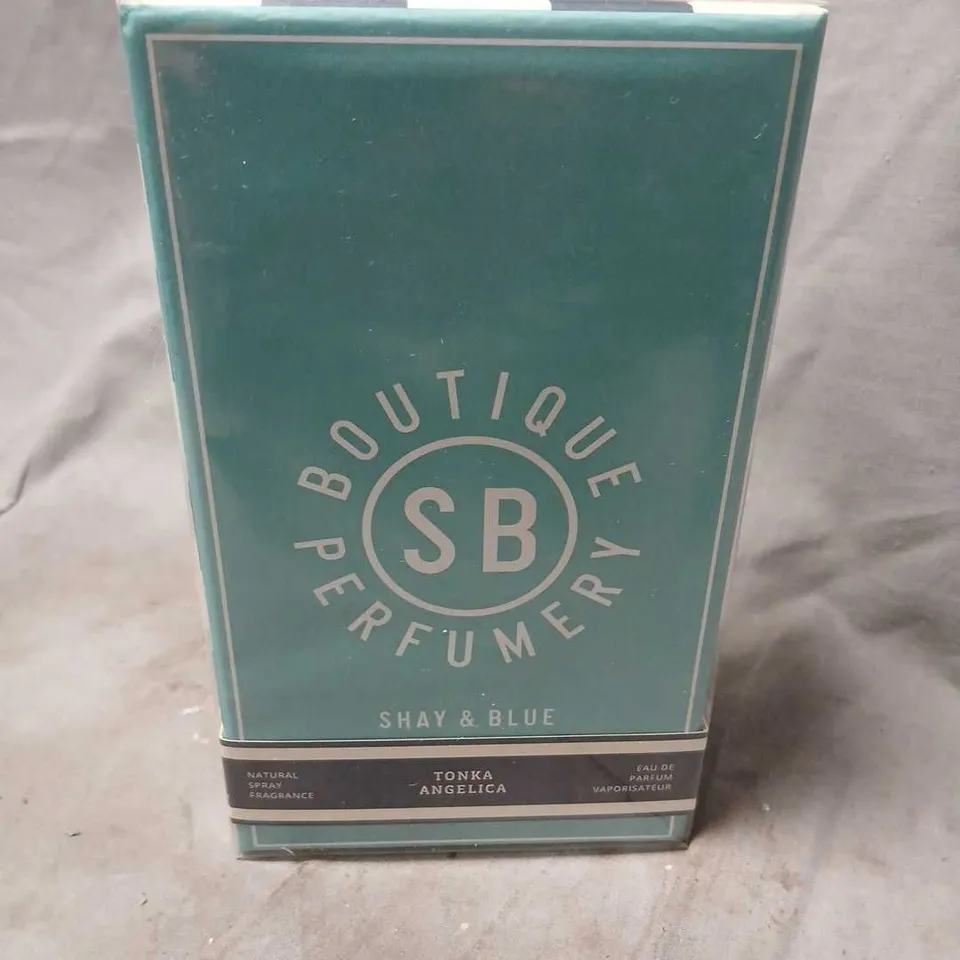 BOUTIQUE
SB
PERFUMERY
SHAY & BLUE
NATURAL
SPRAY
FRAGRANCE
TONKA
ANGELICA
EAU DE
PARFUM
VAPORISATEUR